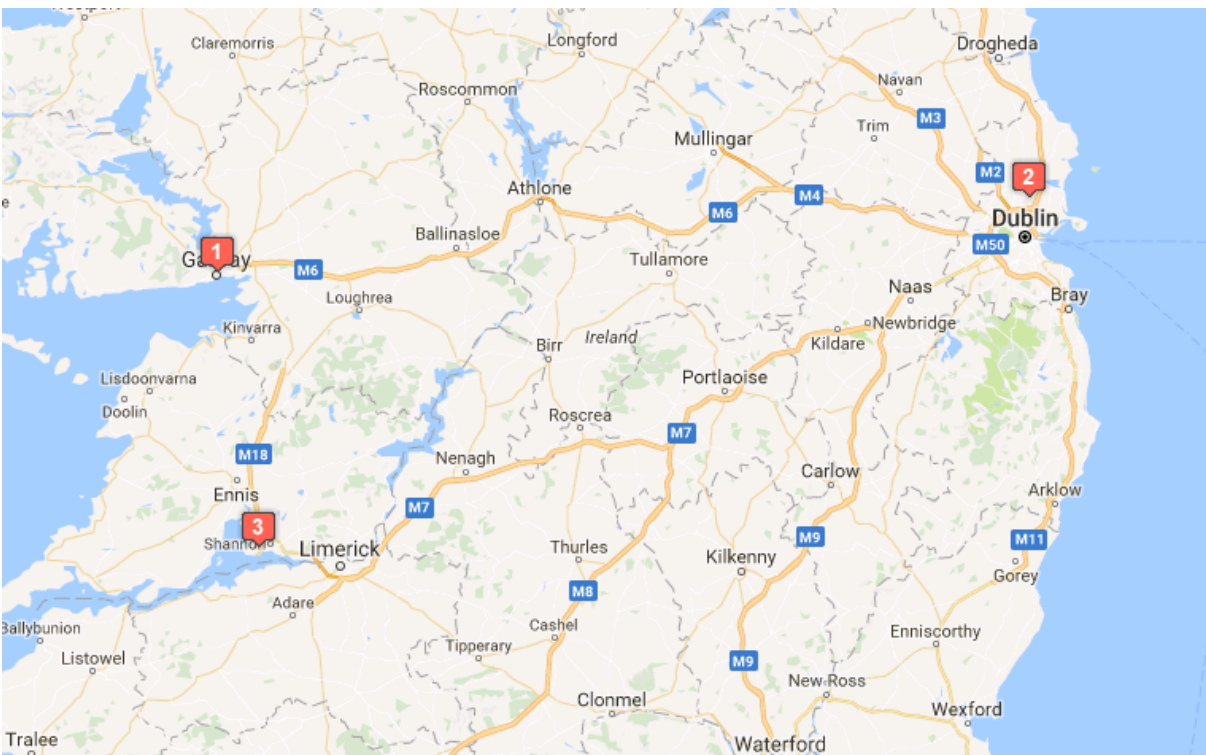 Claremorris
Longford
Drogheda
Navan
Roscommon
M3
Trim
Mullingar
M2
2
Athlone
M4
M6
Dublin
Ballinasloe
M50
1
Tullamore
M6
Naas
Bray
Loughrea
Kinvarra
Newbridge
Ireland
Birr
Kildare
Lisdoonvarna
Portlaoise
Doolin
Roscrea
M7
M18
Nenagh
Carlow
Ennis
Arklow
M7
3
Shannon
Limerick
M9
M11
Thurles
Kilkenny
Gorey
M8
Adare
Cashel
Ballybunion
Enniscorthy
Tipperary
Listowel
M9
New Ross
Clonmel
Wexford
Tralee
Waterford